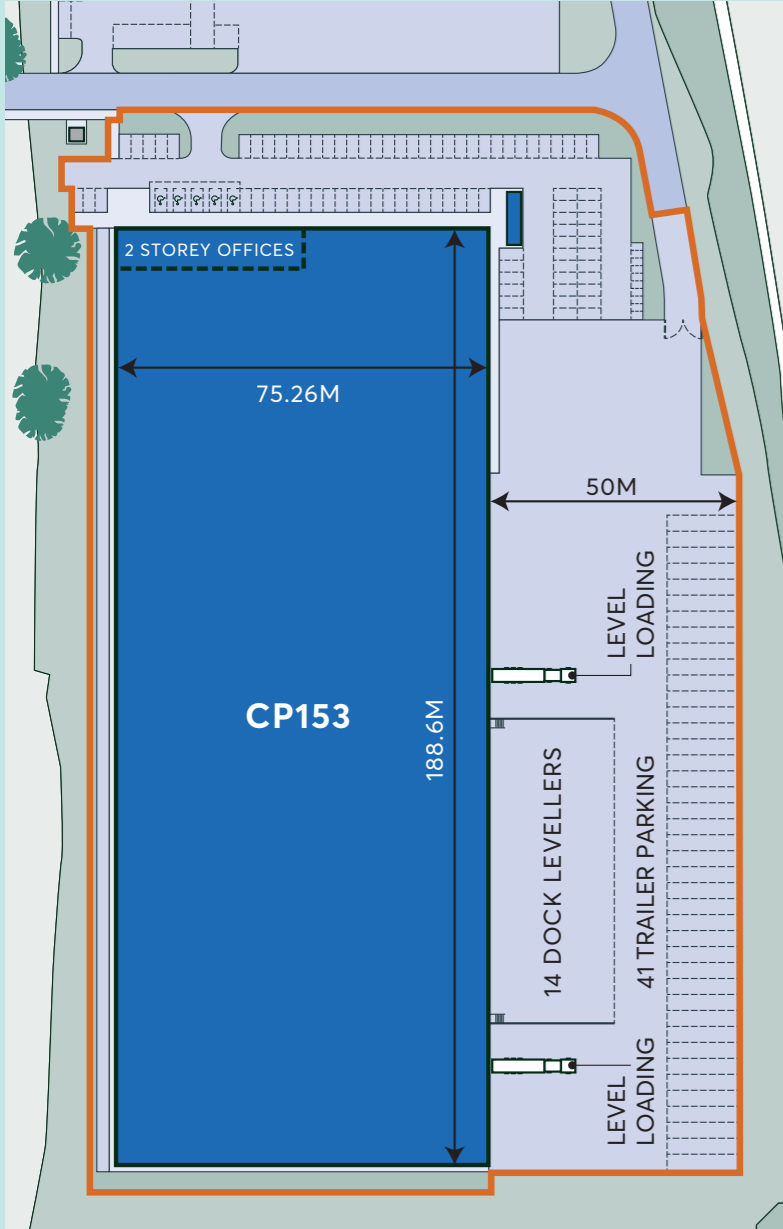 2 STOREY OFFICES
75.26M
50M
LEVEL
LOADING
CP153
188.6M
14 DOCK LEVELLERS
41 TRAILER PARKING
LEVEL
LOADING